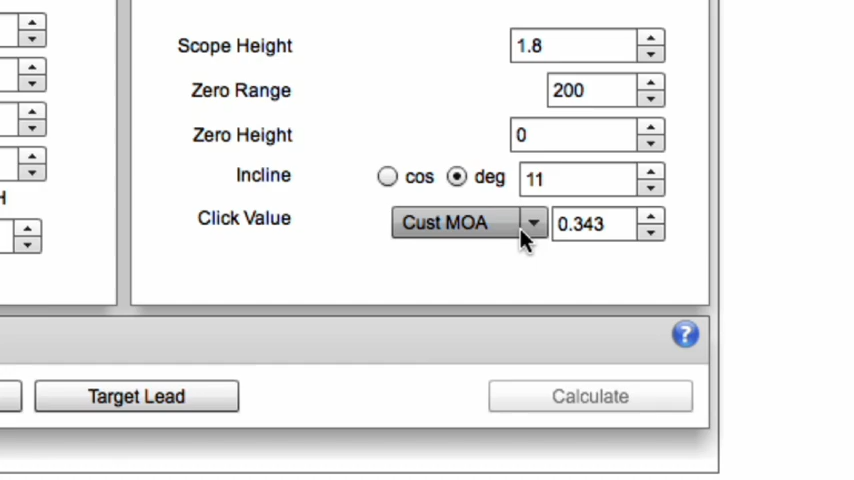 Scope Height 1.8
Zero Range 200
Zero Height 0
Incline cos deg 11
Click Value Cust MOA 0.343
?
Target Lead Calculate